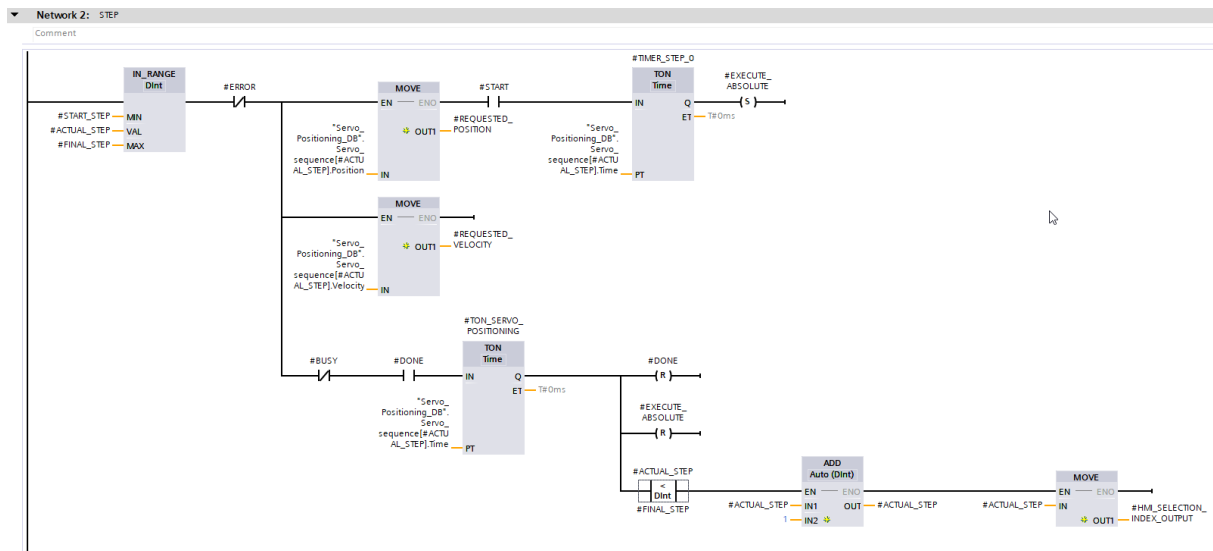 Network 2: STEP
Comment
IN_RANGE
DInt
#START_STEP
MIN
#ACTUAL_STEP
VAL
#FINAL_STEP
MAX
#ERROR
MOVE
EN
ENO
"Servo_
Positioning_DB".
Servo_
sequence[#ACTU
AL_STEP].Position
IN
OUT1
#REQUESTED_
POSITION
#START
#TIMER_STEP_0
TON
Time
IN
Q
ET
T#0ms
"Servo_
Positioning_DB".
Servo_
sequence[#ACTU
AL_STEP].Time
PT
#EXECUTE_
ABSOLUTE
S
MOVE
EN
ENO
"Servo_
Positioning_DB".
Servo_
sequence[#ACTU
AL_STEP].Velocity
IN
OUT1
#REQUESTED_
VELOCITY
#BUSY
#DONE
#TON_SERVO_
POSITIONING
TON
Time
IN
Q
ET
T#0ms
"Servo_
Positioning_DB".
Servo_
sequence[#ACTU
AL_STEP].Time
PT
#DONE
R
#EXECUTE_
ABSOLUTE
R
#ACTUAL_STEP
<
DInt
#FINAL_STEP
ADD
Auto (DInt)
EN
ENO
#ACTUAL_STEP
IN1
OUT
#ACTUAL_STEP
1
IN2
MOVE
EN
ENO
#ACTUAL_STEP
IN
OUT1
#HMI_SELECTION_
INDEX_OUTPUT